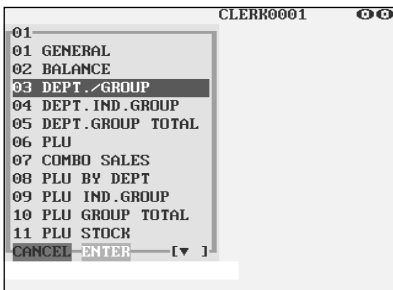 CLERK0001 00
01
01 GENERAL
02 BALANCE
03 DEPT./GROUP
04 DEPT.IND.GROUP
05 DEPT.GROUP TOTAL
06 PLU
07 COMBO SALES
08 PLU BY DEPT
09 PLU IND.GROUP
10 PLU GROUP TOTAL
11 PLU STOCK
CANCEL ENTER [▼ ]